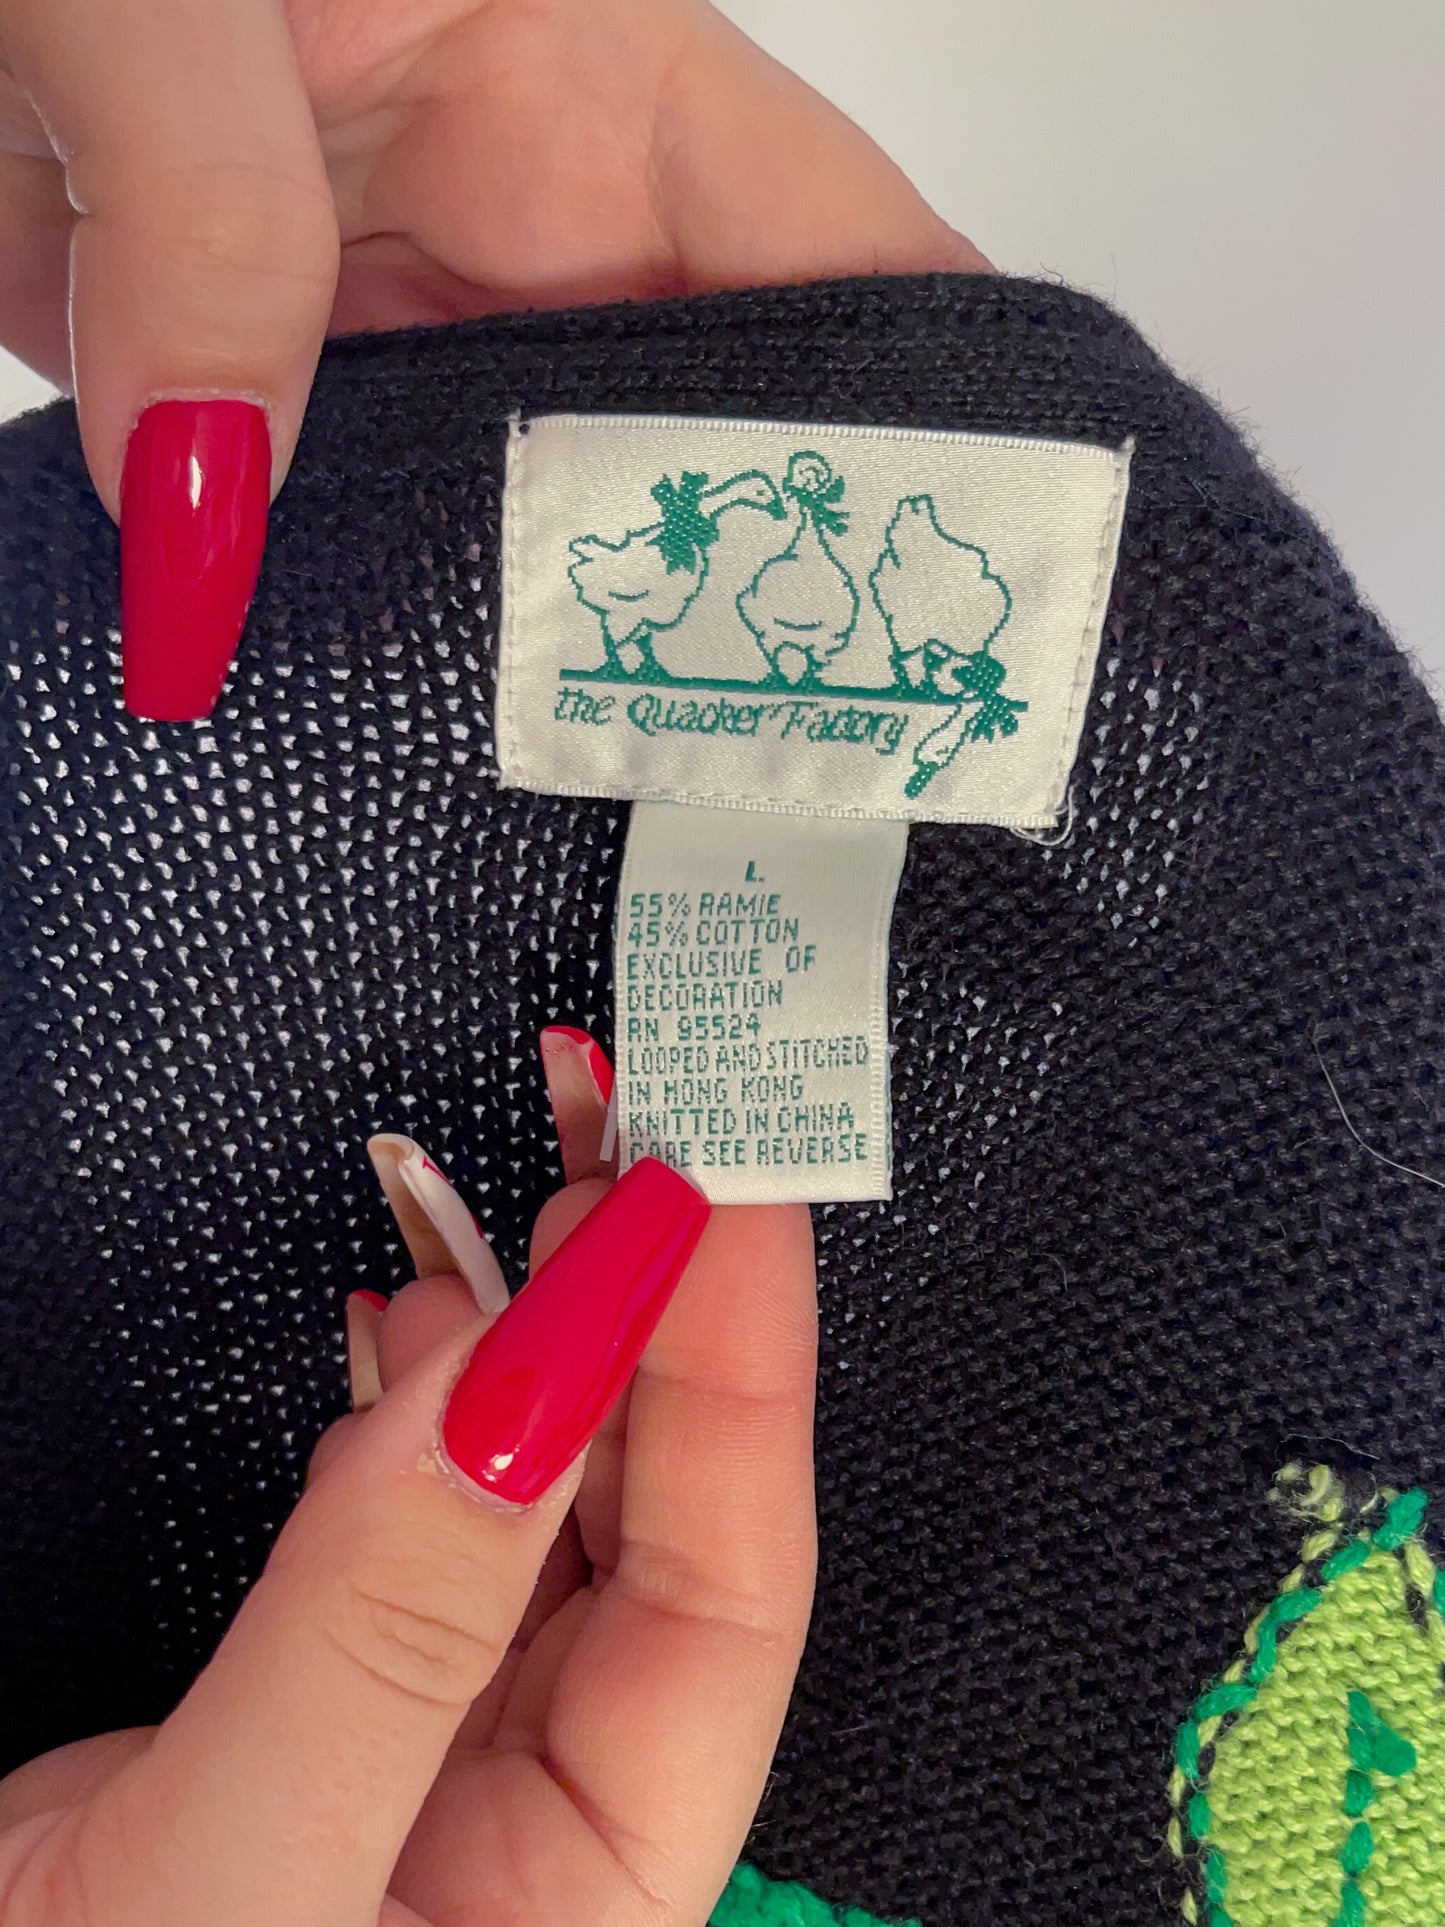 the Quacker Factory
L
55% RAMIE
45% COTTON
EXCLUSIVE OF
DECORATION
RN 95524
LOOPED AND STITCHED
IN HONG KONG
KNITTED IN CHINA
CARE SEE REVERSE